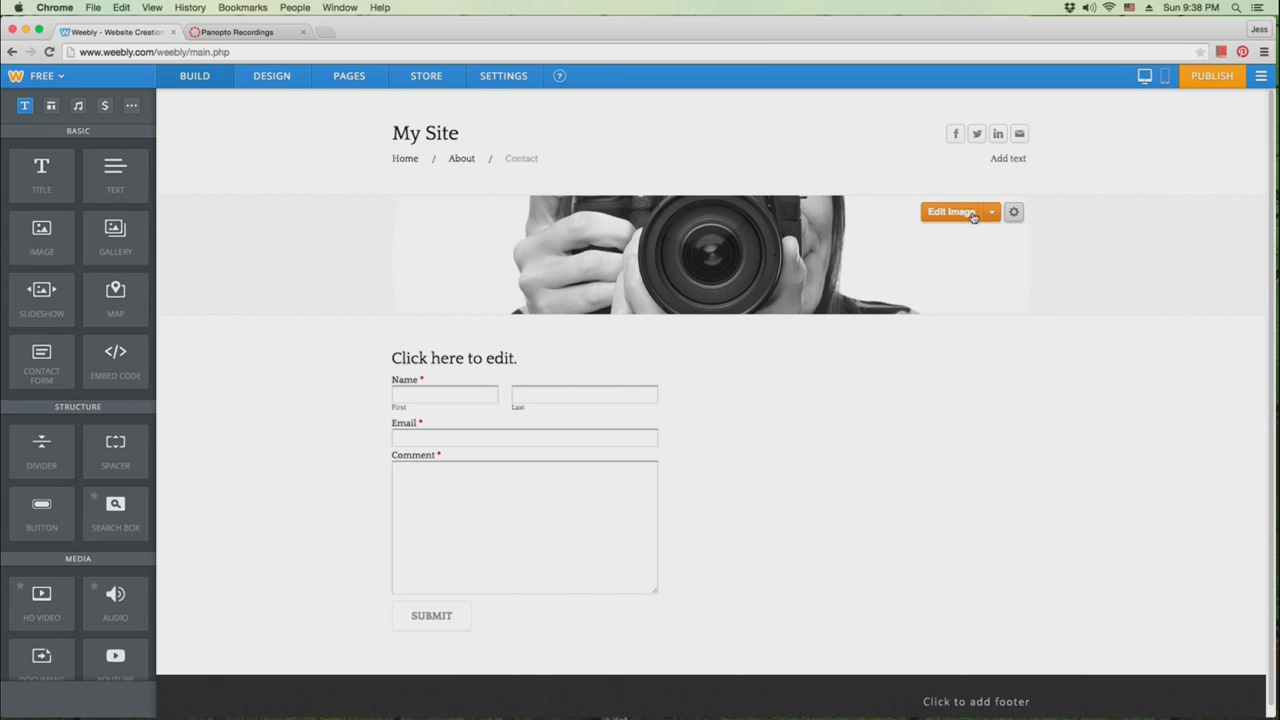 Chrome File Edit View History Bookmarks People Window Help Sun 9:38 PM
Weebly - Website Creation Panopto Recordings Jess
www.weebly.com/weebly/main.php
FREE BUILD DESIGN PAGES STORE SETTINGS ? PUBLISH
BASIC
TITLE TEXT
IMAGE GALLERY
SLIDESHOW MAP
CONTACT FORM EMBED CODE
STRUCTURE
DIVIDER SPACER
BUTTON SEARCH BOX
MEDIA
HD VIDEO AUDIO
DOCUMENT YOUTUBE
My Site
Home / About / Contact
Add text
Edit Image
Click here to edit.
Name *
First Last
Email *
Comment *
SUBMIT
Click to add footer